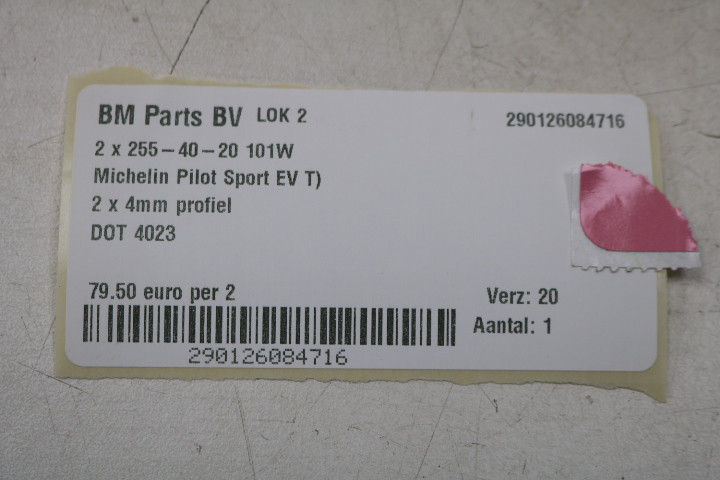 BM Parts BV LOK 2 290126084716
2 x 255-40-20 101W
Michelin Pilot Sport EV T)
2 x 4mm profiel
DOT 4023
79.50 euro per 2 Verz: 20
Aantal: 1
290126084716